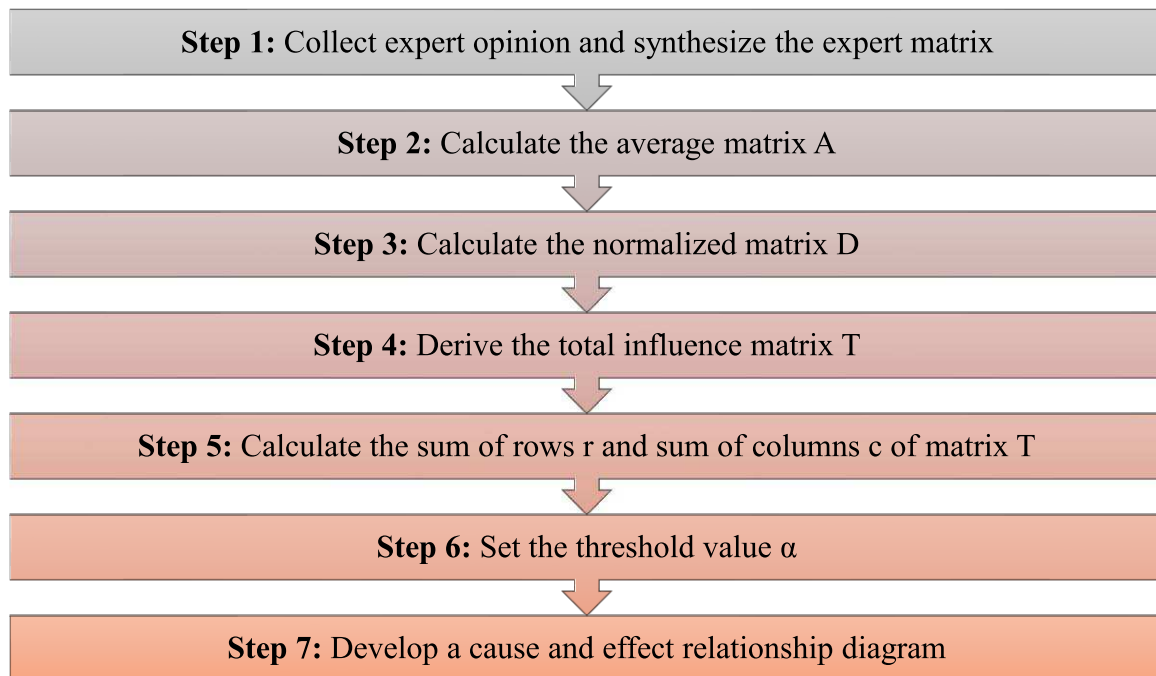 Step 1: Collect expert opinion and synthesize the expert matrix
Step 2: Calculate the average matrix A
Step 3: Calculate the normalized matrix D
Step 4: Derive the total influence matrix T
Step 5: Calculate the sum of rows r and sum of columns c of matrix T
Step 6: Set the threshold value α
Step 7: Develop a cause and effect relationship diagram